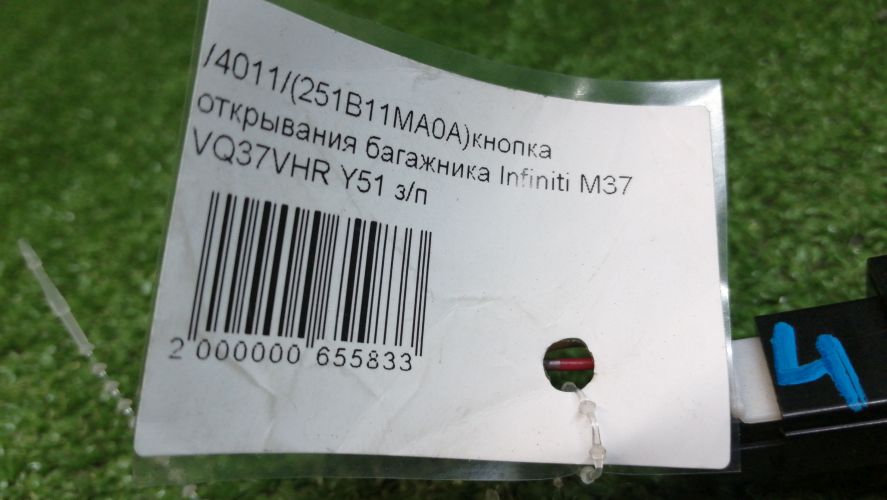 /4011/(251B11MA0A)кнопка
открывания багажника Infiniti M37
VQ37VHR Y51 з/п
2 000000 655833
4